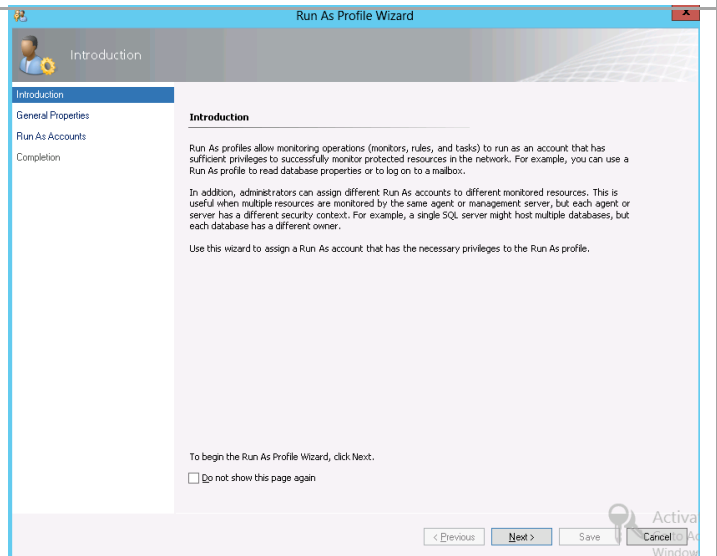 Run As Profile Wizard
x
Introduction
Introduction
General Properties
Run As Accounts
Completion
Introduction
Run As profiles allow monitoring operations (monitors, rules, and tasks) to run as an account that has
sufficient privileges to successfully monitor protected resources in the network. For example, you can use a
Run As profile to read database properties or to log on to a mailbox.
In addition, administrators can assign different Run As accounts to different monitored resources. This is
useful when multiple resources are monitored by the same agent or management server, but each agent or
server has a different security context. For example, a single SQL server might host multiple databases, but
each database has a different owner.
Use this wizard to assign a Run As account that has the necessary privileges to the Run As profile.
To begin the Run As Profile Wizard, click Next.
Do not show this page again
Activa
< Previous
Next >
Save
Cancel
to Ac
Window